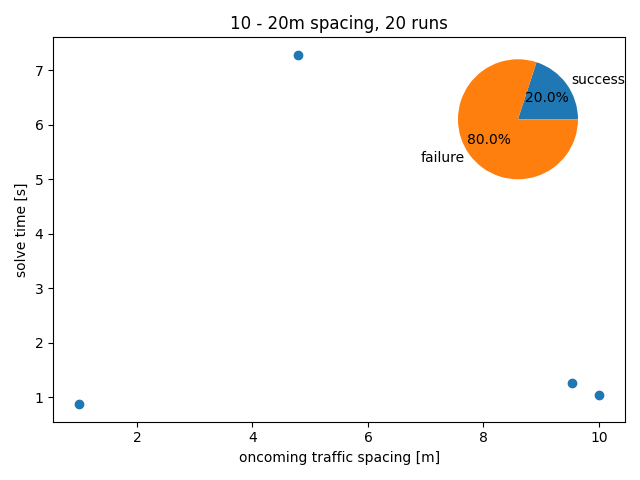 10 - 20m spacing, 20 runs
success
20.0%
80.0%
failure
solve time [s]
7
6
5
4
3
2
1
2 4 6 8 10
oncoming traffic spacing [m]